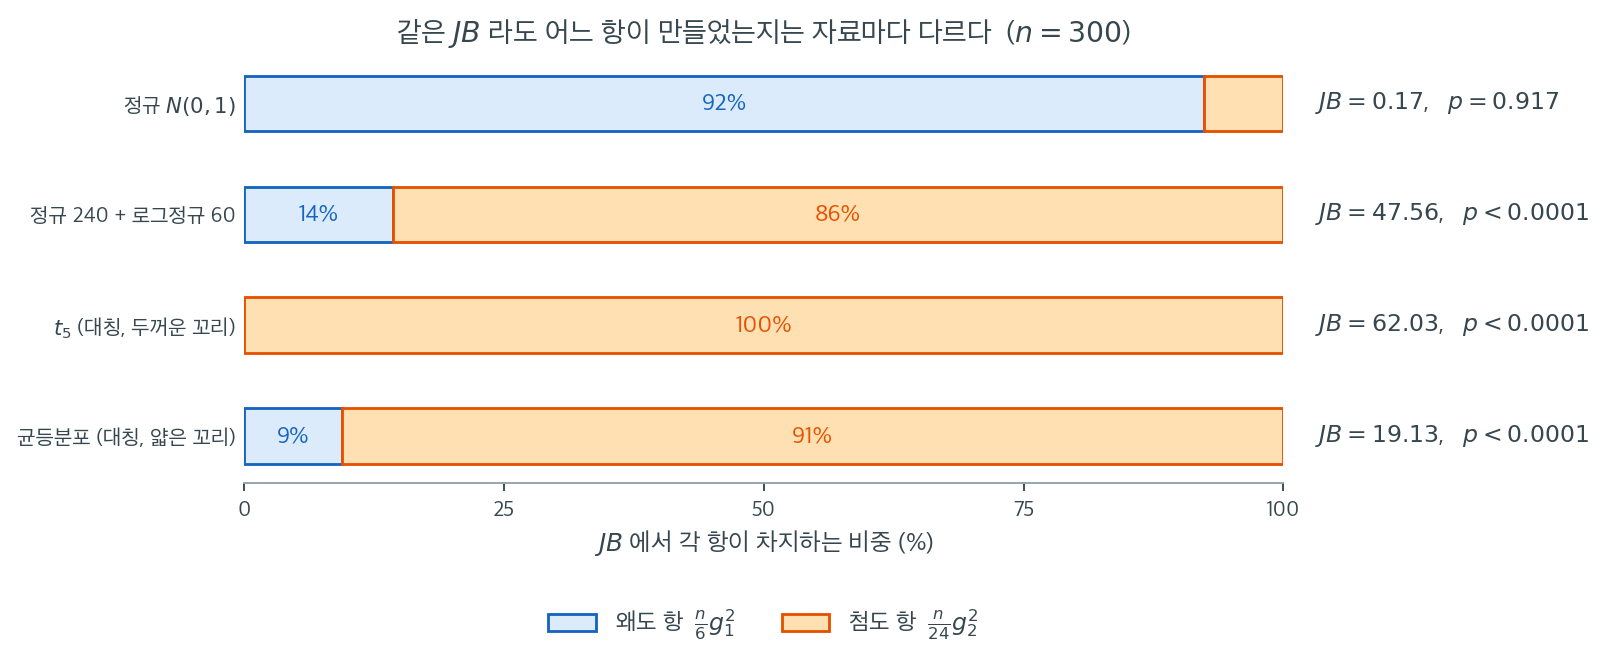 같은 JB 라도 어느 항이 만들었는지는 자료마다 다르다 (n = 300)
정규 N(0, 1)
92%
JB = 0.17, p = 0.917
정규 240 + 로그정규 60
14%
86%
JB = 47.56, p < 0.0001
t₅ (대칭, 두꺼운 꼬리)
100%
JB = 62.03, p < 0.0001
균등분포 (대칭, 얇은 꼬리)
9%
91%
JB = 19.13, p < 0.0001
0 25 50 75 100
JB 에서 각 항이 차지하는 비중 (%)
왜도 항 n/6 g₁² 첨도 항 n/24 g₂²